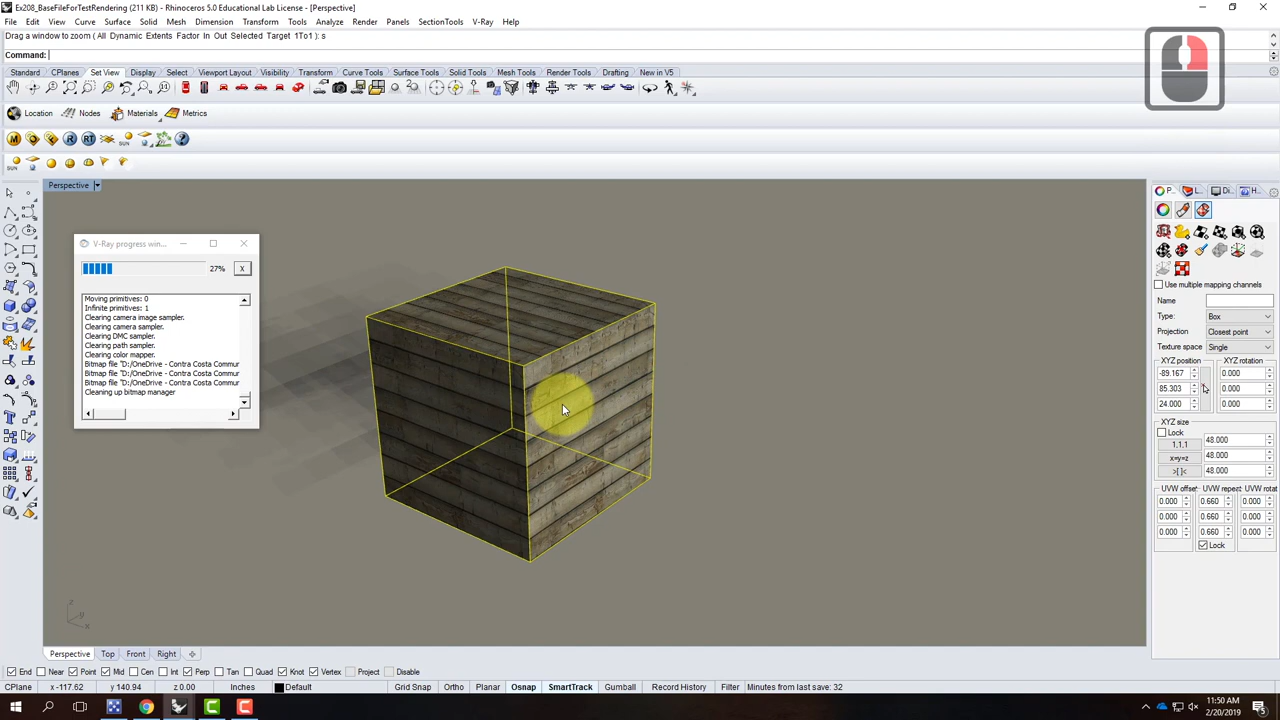 Ex208_BaseFileForTestRendering (211 KB) - Rhinoceros 5.0 Educational Lab License - [Perspective]
File Edit View Curve Surface Solid Mesh Dimension Transform Tools Analyze Render Panels SectionTools V-Ray Help
Drag a window to zoom ( All Dynamic Extents Factor In Out Selected Target 1To1 ): s
Command:
Standard CPlanes Set View Display Select Viewport Layout Visibility Transform Curve Tools Surface Tools Solid Tools Mesh Tools Render Tools Drafting New in V5
Location Nodes Materials Metrics
M R RT SUN
SUN
Perspective
P... L... Di... H...
V-Ray progress win...
27% X
Moving primitives: 0
Infinite primitives: 1
Clearing camera image sampler.
Clearing camera sampler.
Clearing DMC sampler.
Clearing path sampler.
Clearing color mapper.
Bitmap file "D:/OneDrive - Contra Costa Commur
Bitmap file "D:/OneDrive - Contra Costa Commur
Bitmap file "D:/OneDrive - Contra Costa Commur
Cleaning up bitmap manager
Use multiple mapping channels
Name
Type: Box
Projection Closest point
Texture space Single
XYZ position XYZ rotation
-89.167 0.000
85.303 0.000
24.000 0.000
XYZ size
Lock
1,1,1 48.000
x=y=z 48.000
>[ ]< 48.000
UVW offset UVW repeat UVW rotat
0.000 0.660 0.000
0.000 0.660 0.000
0.000 0.660 0.000
Lock
z
y
x
Perspective Top Front Right
End Near Point Mid Cen Int Perp Tan Quad Knot Vertex Project Disable
CPlane x -117.62 y 140.94 z 0.00 Inches Default Grid Snap Ortho Planar Osnap SmartTrack Gumball Record History Filter Minutes from last save: 32
11:50 AM
2/20/2019